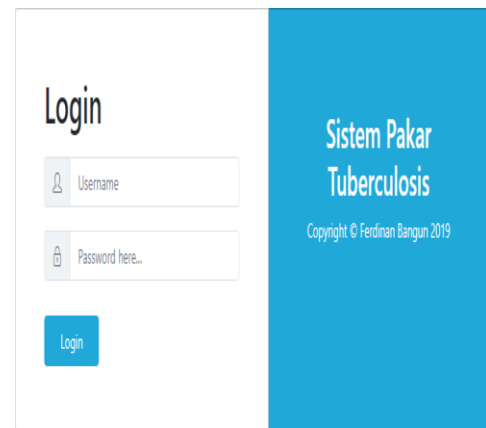 Login
Username
Password here...
Login
Sistem Pakar
Tuberculosis
Copyright © Ferdinan Bangun 2019